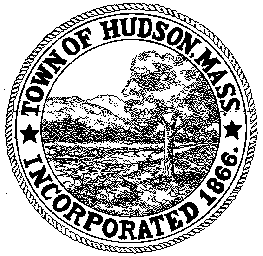 TOWN OF HUDSON, MASS
INCORPORATED 1866.